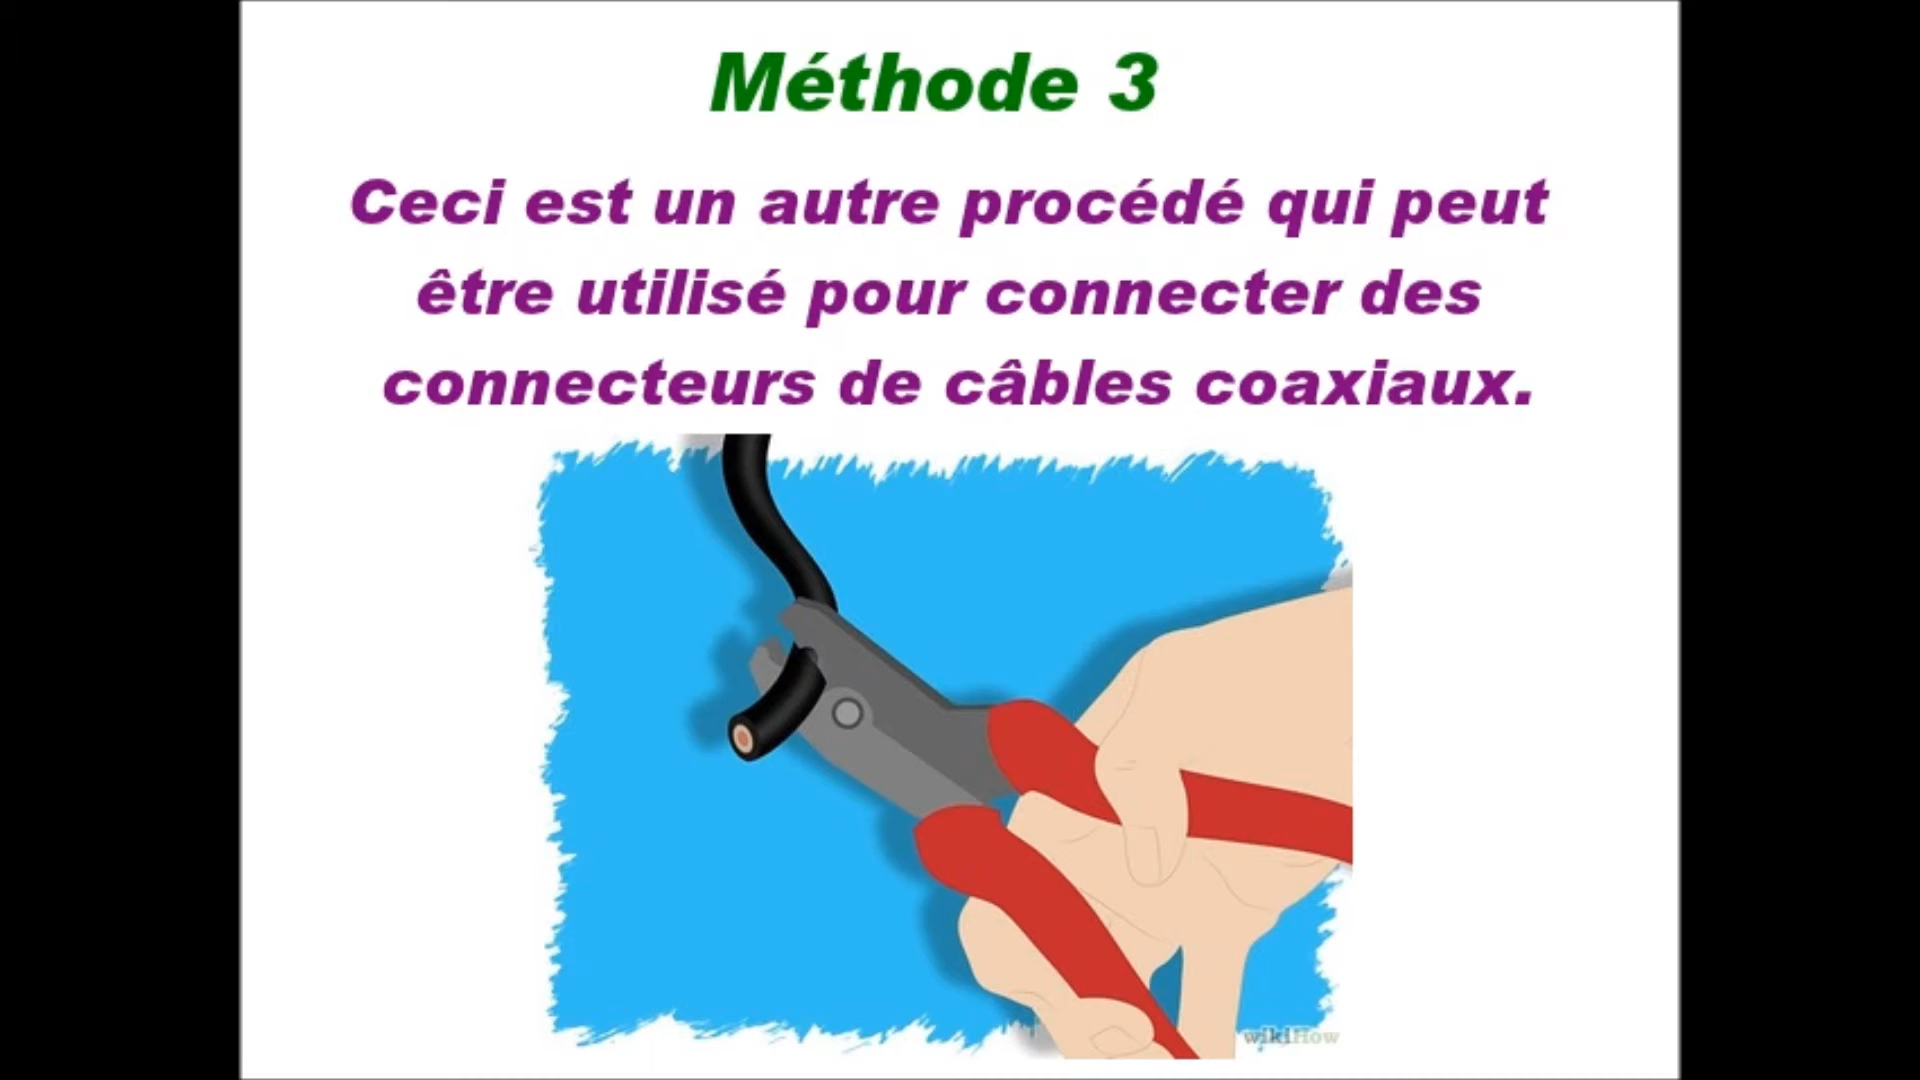 Méthode 3
Ceci est un autre procédé qui peut
être utilisé pour connecter des
connecteurs de câbles coaxiaux.
wikiHow